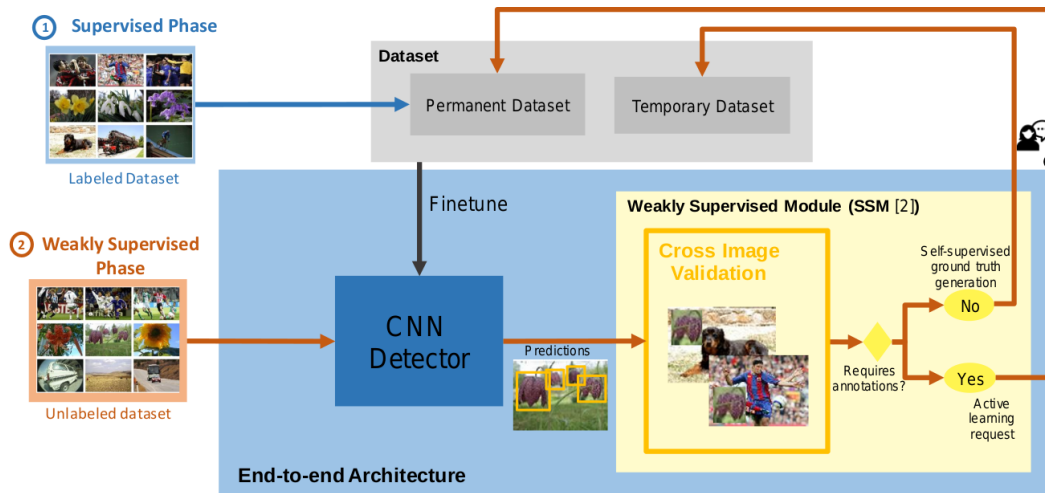 1 Supervised Phase
Labeled Dataset
Dataset
Permanent Dataset
Temporary Dataset
Finetune
2 Weakly Supervised
Phase
Unlabeled dataset
CNN
Detector
Predictions
Weakly Supervised Module (SSM [2])
Cross Image
Validation
Requires
annotations?
Self-supervised
ground truth
generation
No
Yes
Active
learning
request
End-to-end Architecture